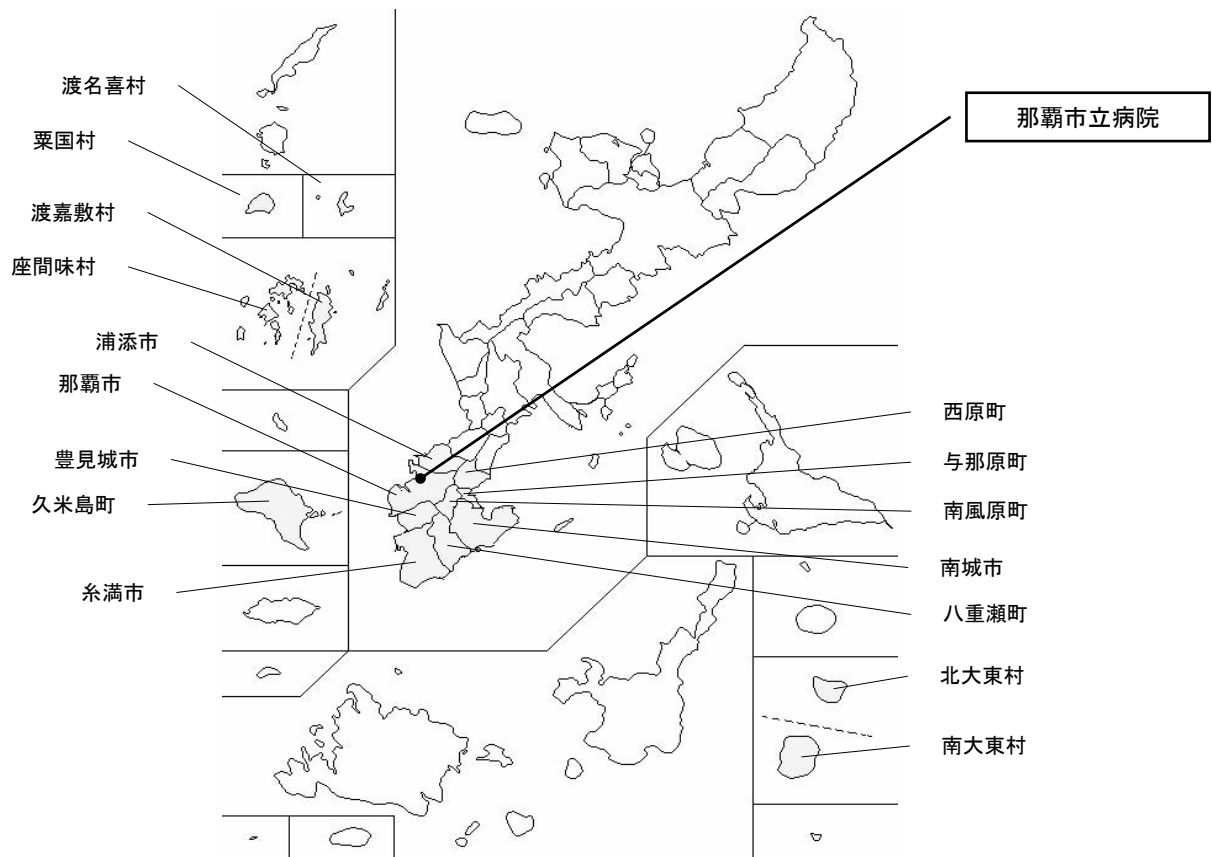 渡名喜村
粟国村
渡嘉敷村
座間味村
浦添市
那覇市
豊見城市
久米島町
糸満市
那覇市立病院
西原町
与那原町
南風原町
南城市
八重瀬町
北大東村
南大東村